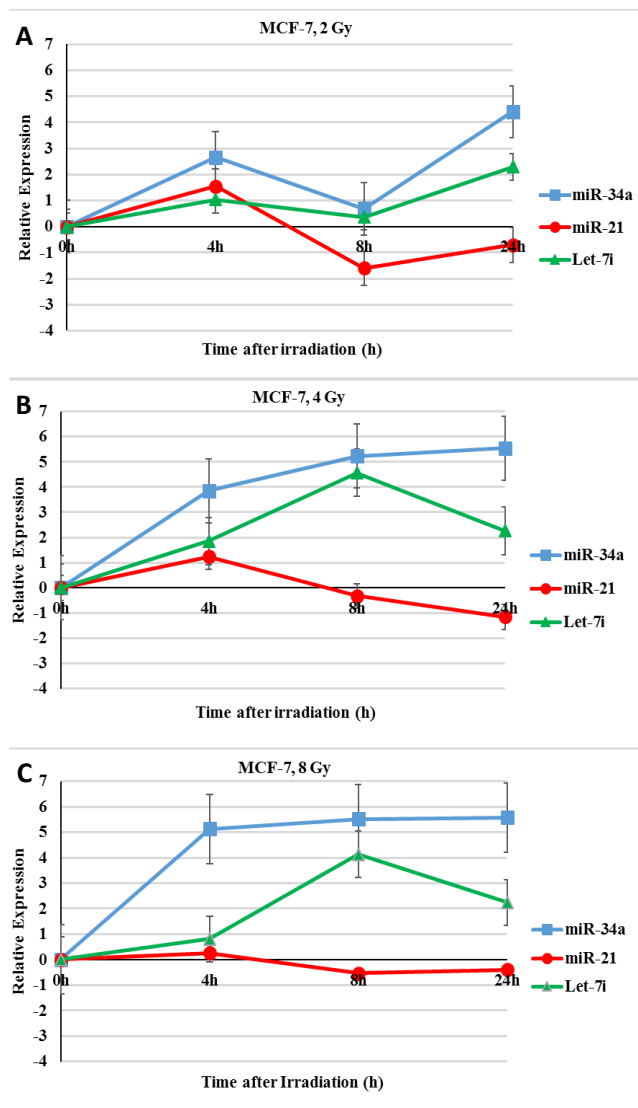 A
MCF-7, 2 Gy
7
6
5
4
3
2
1
0
-1
-2
-3
-4
Relative Expression
0h
4h
8h
24h
Time after irradiation (h)
miR-34a
miR-21
Let-7i
B
MCF-7, 4 Gy
7
6
5
4
3
2
1
0
-1
-2
-3
-4
Relative Expression
0h
4h
8h
24h
Time after irradiation (h)
miR-34a
miR-21
Let-7i
C
MCF-7, 8 Gy
7
6
5
4
3
2
1
0
-1
-2
-3
-4
Relative Expression
0h
4h
8h
24h
Time after Irradiation (h)
miR-34a
miR-21
Let-7i